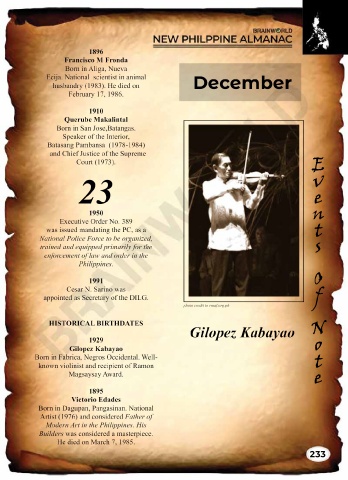 BRAINWORLD
NEW PHILPPINE ALMANAC
December
1896
Francisco M Fronda
Born in Aliga, Nueva
Ecija. National scientist in animal
husbandry (1983). He died on
February 17, 1986.
1910
Querube Makalintal
Born in San Jose,Batangas.
Speaker of the Interior,
Batasang Pambansa (1978-1984)
and Chief Justice of the Supreme
Court (1973).
23
1950
Executive Order No. 389
was issued mandating the PC, as a
National Police Force to be organized,
trained and equipped primarily for the
enforcement of law and order in the
Philippines.
1991
Cesar N. Sarino was
appointed as Secretary of the DILG.
HISTORICAL BIRTHDATES
1929
Gilopez Kabayao
Born in Fabrica, Negros Occidental. Well-
known violinist and recipient of Ramon
Magsaysay Award.
1895
Victorio Edades
Born in Dagupan, Pangasinan. National
Artist (1976) and considered Father of
Modern Art in the Philippines. His
Builders was considered a masterpiece.
He died on March 7, 1985.
Gilopez Kabayao
Events Of Note
233